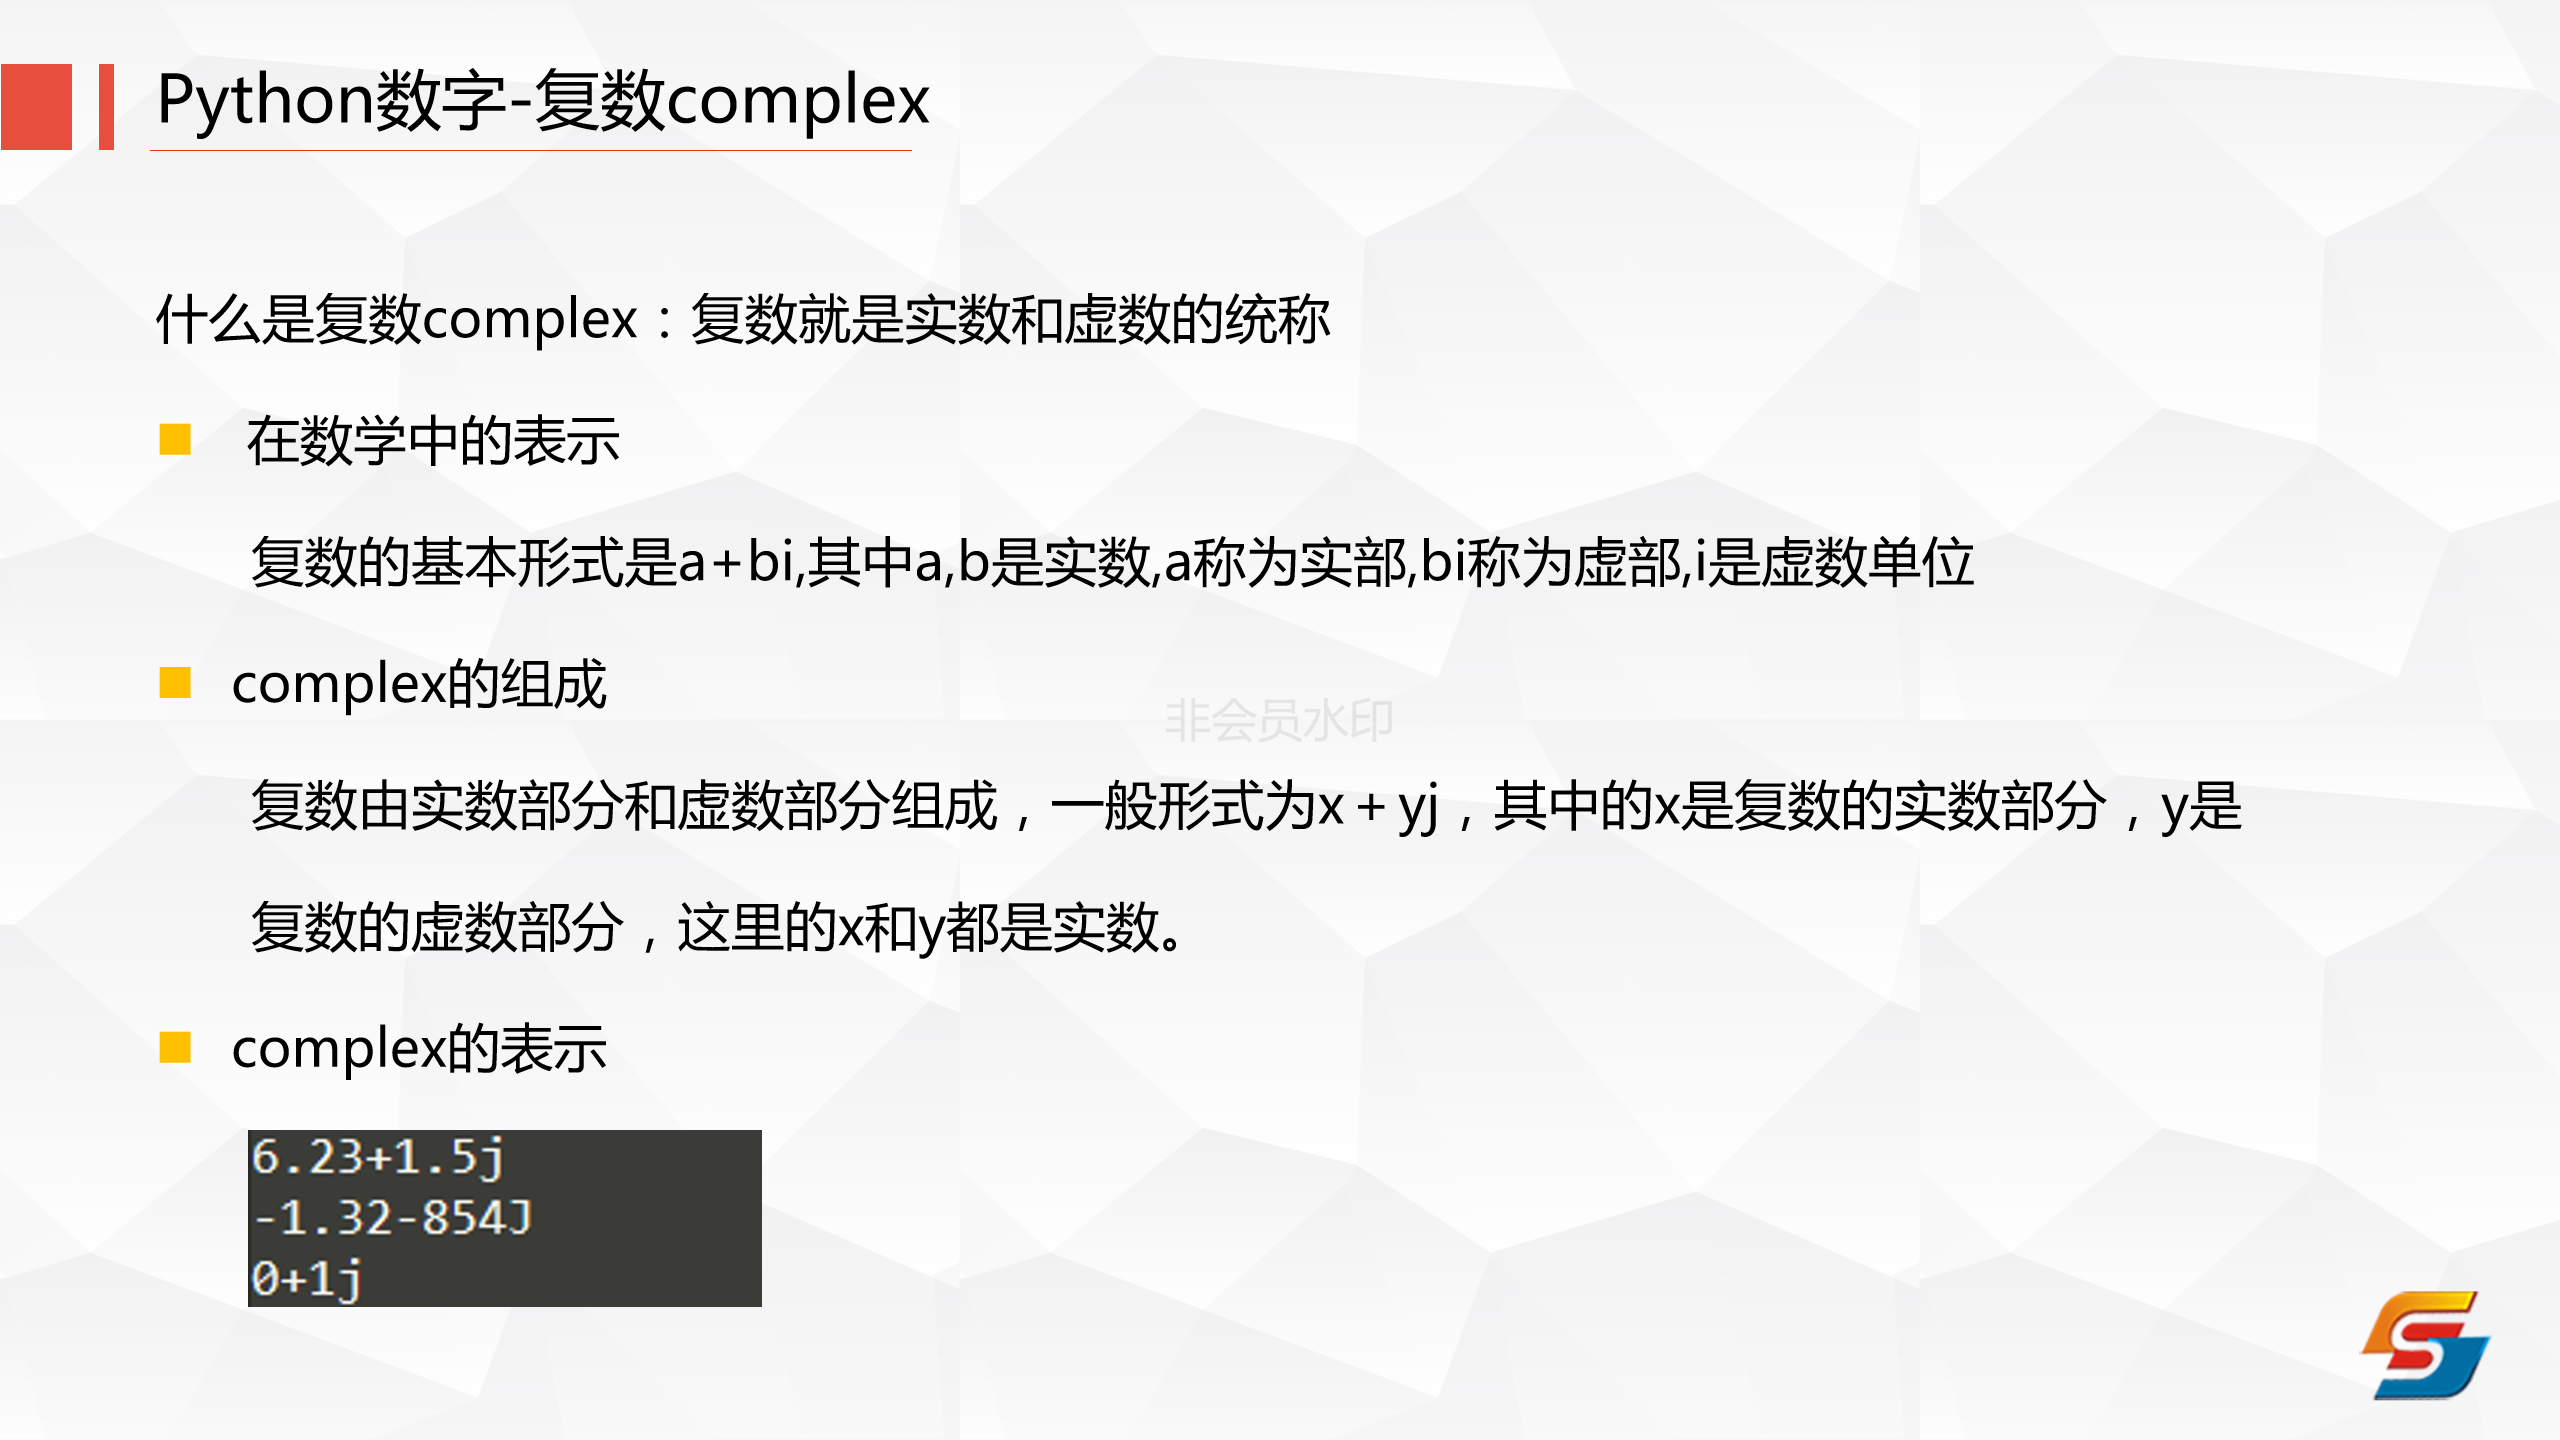 Python数字-复数complex
什么是复数complex：复数就是实数和虚数的统称
在数学中的表示
复数的基本形式是a+bi,其中a,b是实数,a称为实部,bi称为虚部,i是虚数单位
complex的组成
非会员水印
复数由实数部分和虚数部分组成，一般形式为x＋yj，其中的x是复数的实数部分，y是
复数的虚数部分，这里的x和y都是实数。
complex的表示
6.23+1.5j
-1.32-854J
0+1j